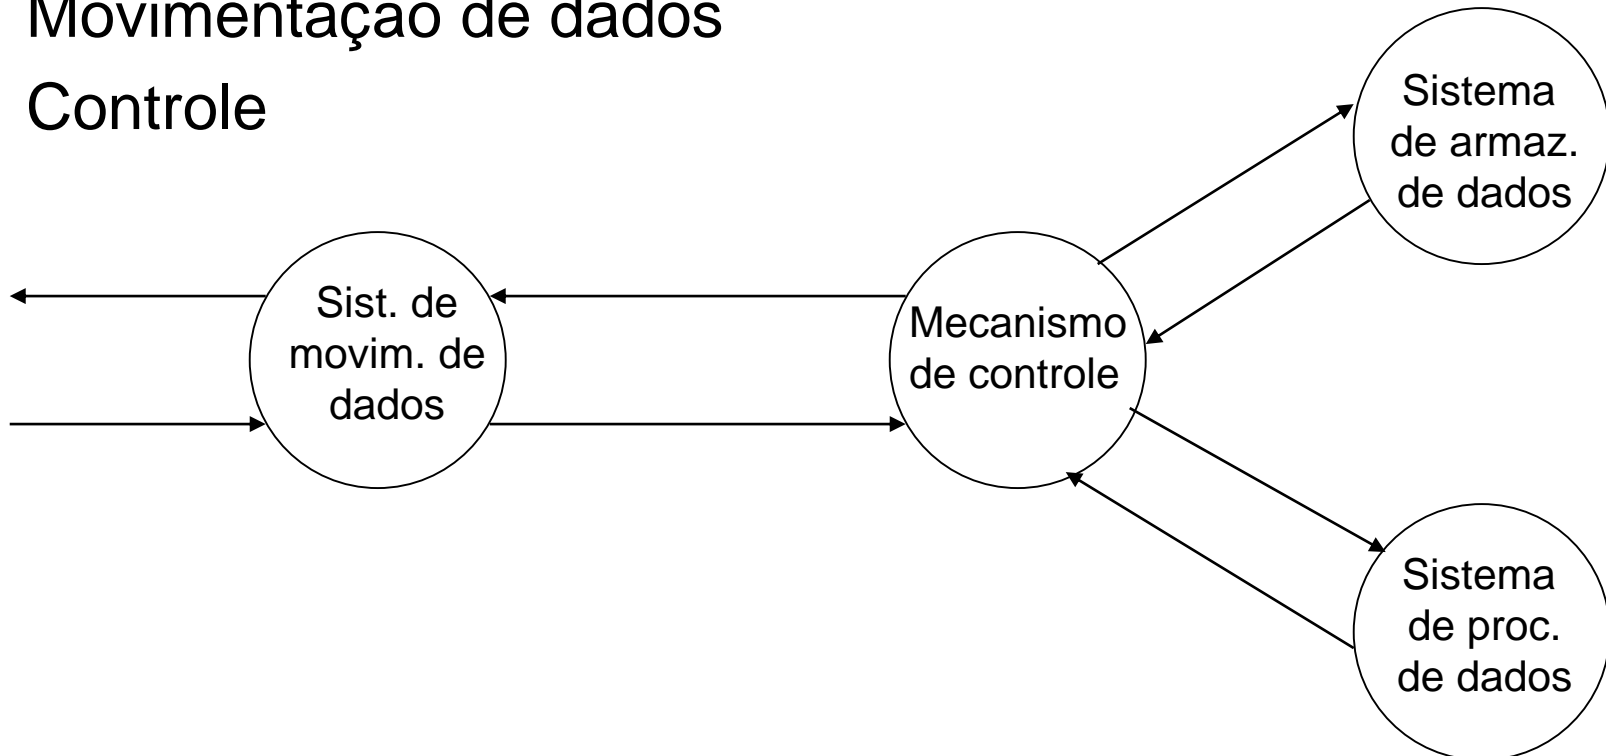 Movimentação de dados
Controle
Sistema
de armaz.
de dados
Sist. de
movim. de
dados
Mecanismo
de controle
Sistema
de proc.
de dados